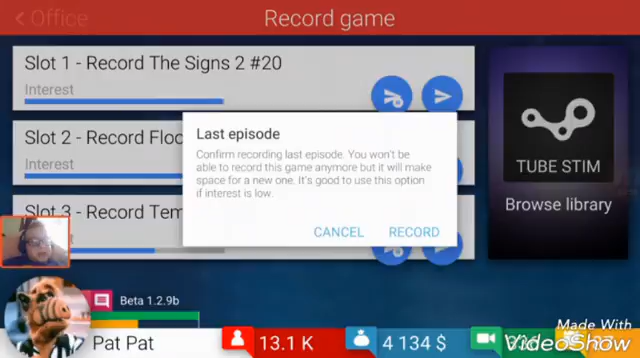 Office
Record game
Slot 1 - Record The Signs 2 #20
Interest
Slot 2 - Record Floo
Interest
Slot 3 - Record Tem
Last episode
Confirm recording last episode. You won't be
able to record this game anymore but it will make
space for a new one. It's good to use this option
if interest is low.
CANCEL
RECORD
TUBE STIM
Browse library
Beta 1.2.9b
Pat Pat
13.1 K
4 134 $
Made With
VideoShow